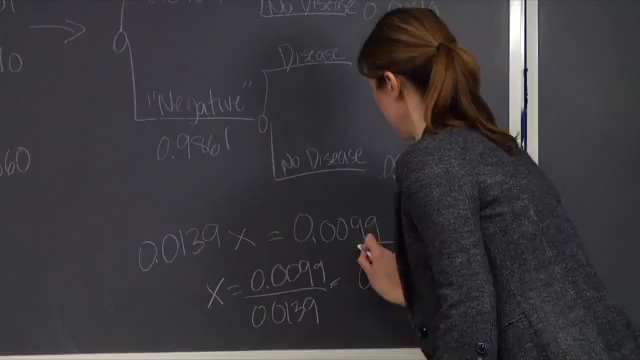 No Disease
Disease
"Negative"
0.9861
No Disease
0.0139 x = 0.0099
x = 0.0099 / 0.0139 =